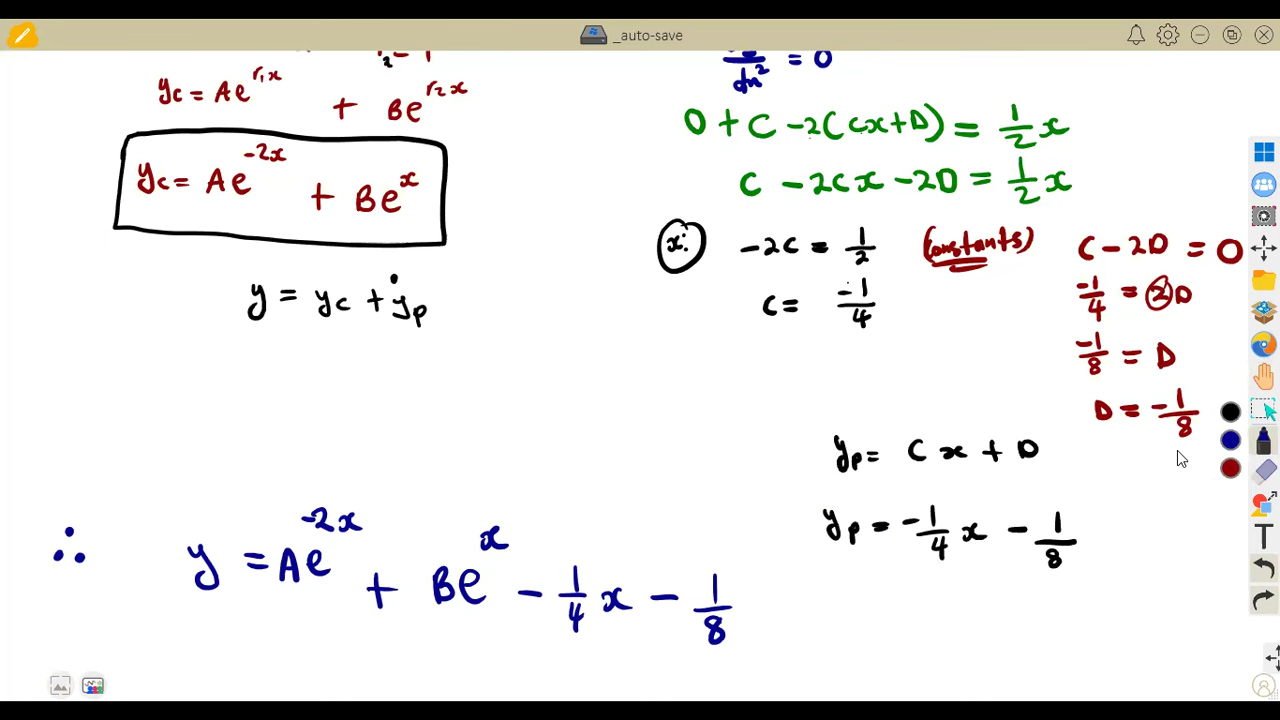 _auto-save
r₂ = 1
yc = Ae^{r₁x} + Be^{r₂x}
yc = Ae^{-2x} + Be^{x}
y = yc + yp
dx² = 0
0 + C -2(Cx+D) = 1/2 x
C - 2Cx - 2D = 1/2 x
x: -2C = 1/2
C = -1/4
(constants) C - 2D = 0
-1/4 = 2D
-1/8 = D
D = -1/8
yp = Cx + D
yp = -1/4 x - 1/8
∴ y = Ae^{-2x} + Be^{x} - 1/4 x - 1/8
T